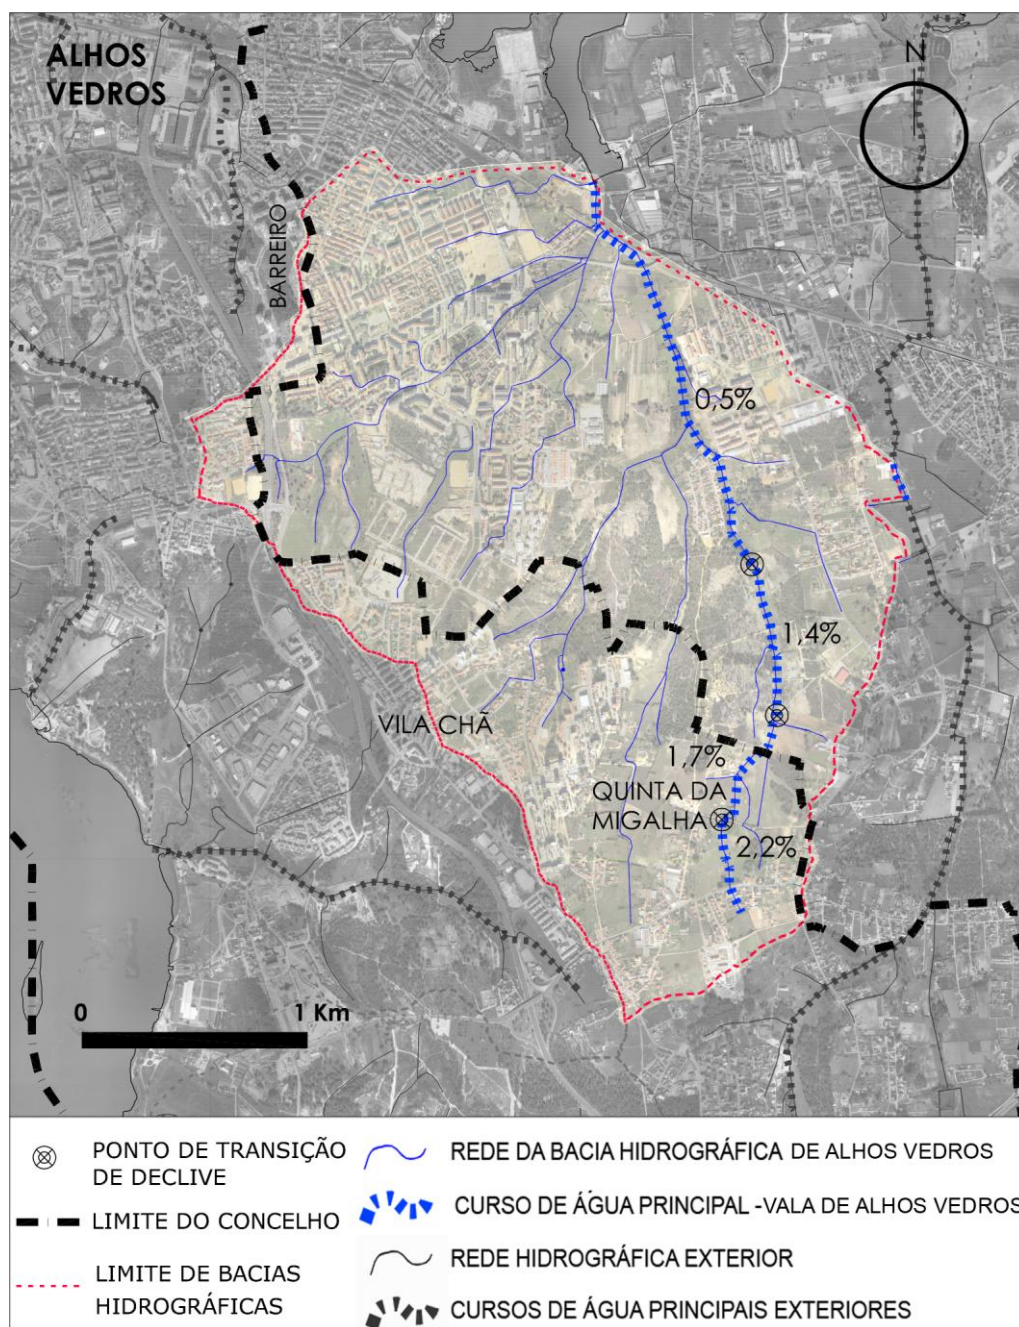 ALHOS
VEDROS
N
BARREIRO
0,5%
1,4%
VILA CHÃ
1,7%
QUINTA DA
MIGALHA
2,2%
0 1 Km
PONTO DE TRANSIÇÃO
DE DECLIVE
LIMITE DO CONCELHO
LIMITE DE BACIAS
HIDROGRÁFICAS
REDE DA BACIA HIDROGRÁFICA DE ALHOS VEDROS
CURSO DE ÁGUA PRINCIPAL -VALA DE ALHOS VEDROS
REDE HIDROGRÁFICA EXTERIOR
CURSOS DE ÁGUA PRINCIPAIS EXTERIORES